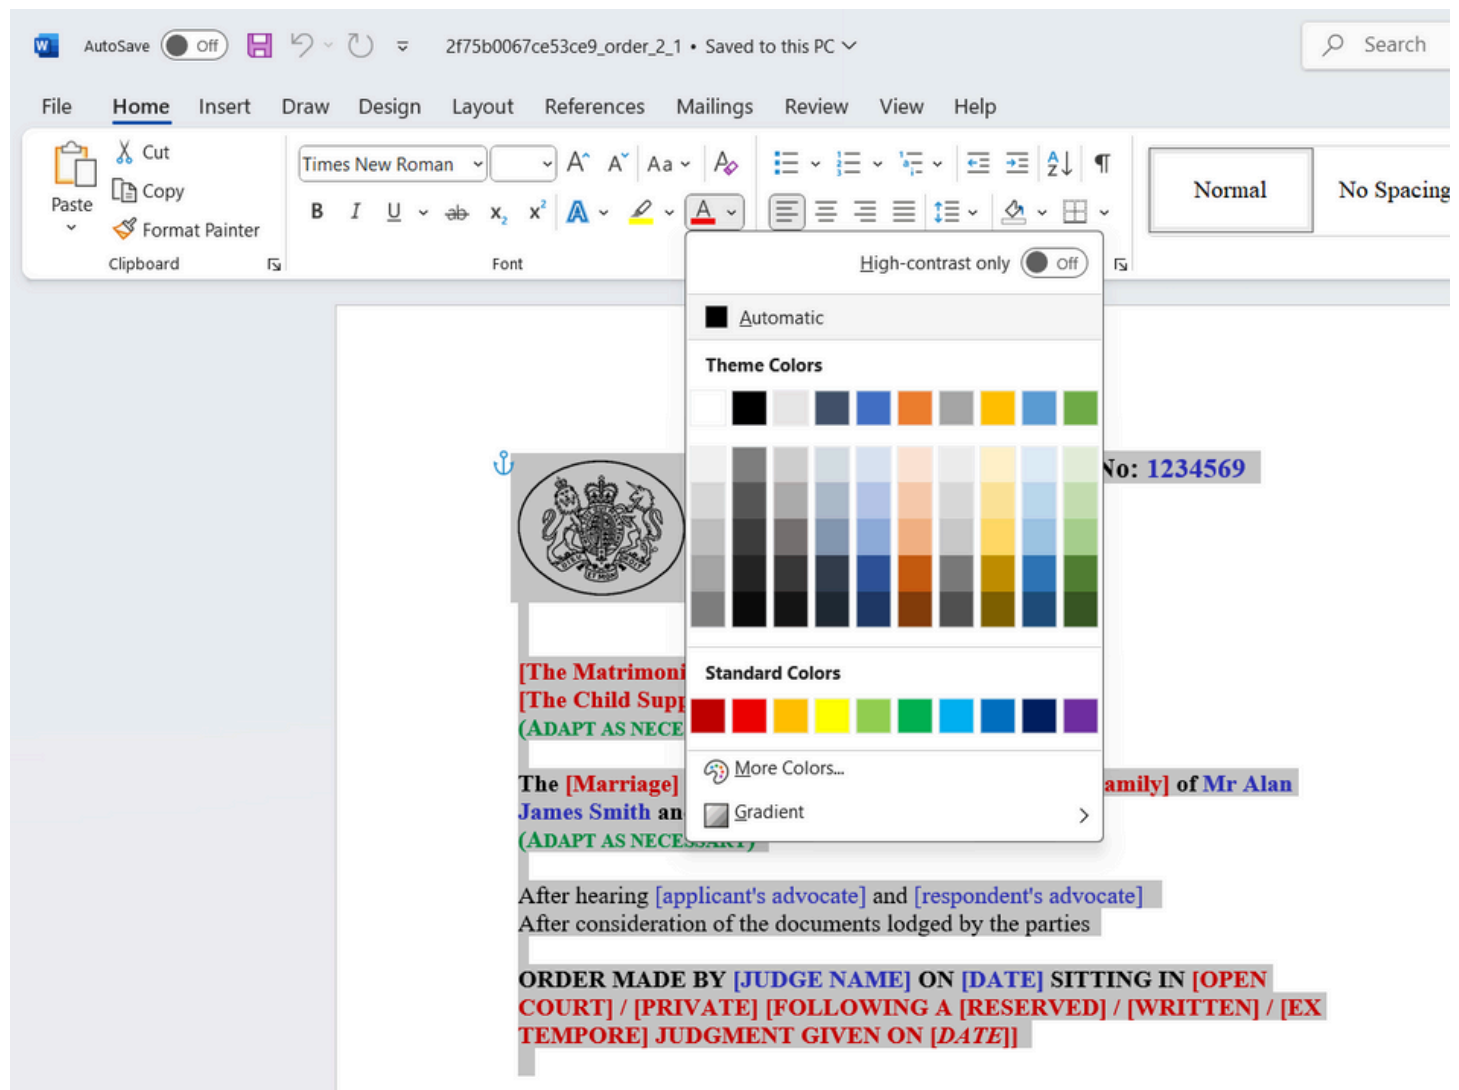 AutoSave Off 2f75b0067ce53ce9_order_2_1 • Saved to this PC Search
File Home Insert Draw Design Layout References Mailings Review View Help
Paste
Cut
Copy
Format Painter
Clipboard
Times New Roman
Font
Normal
No Spacing
High-contrast only Off
Automatic
Theme Colors
Standard Colors
More Colors...
Gradient
No: 1234569
DIEU ET MON DROIT
[The Matrimoni
[The Child Supp
(ADAPT AS NECE
The [Marriage] amily] of Mr Alan
James Smith an
(ADAPT AS NECESSARY)
After hearing [applicant's advocate] and [respondent's advocate]
After consideration of the documents lodged by the parties
ORDER MADE BY [JUDGE NAME] ON [DATE] SITTING IN [OPEN
COURT] / [PRIVATE] [FOLLOWING A [RESERVED] / [WRITTEN] / [EX
TEMPORE] JUDGMENT GIVEN ON [DATE]]